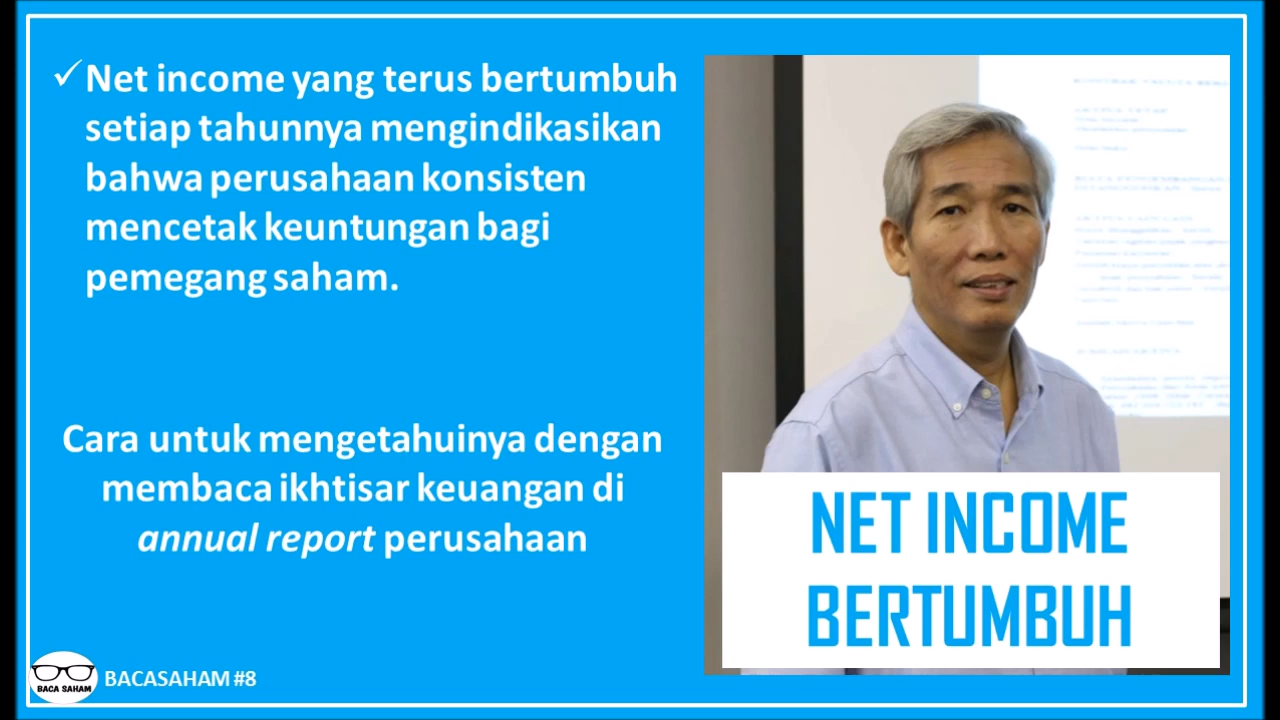 ✓Net income yang terus bertumbuh
setiap tahunnya mengindikasikan
bahwa perusahaan konsisten
mencetak keuntungan bagi
pemegang saham.
Cara untuk mengetahuinya dengan
membaca ikhtisar keuangan di
annual report perusahaan
NET INCOME
BERTUMBUH
BACA SAHAM
BACASAHAM #8